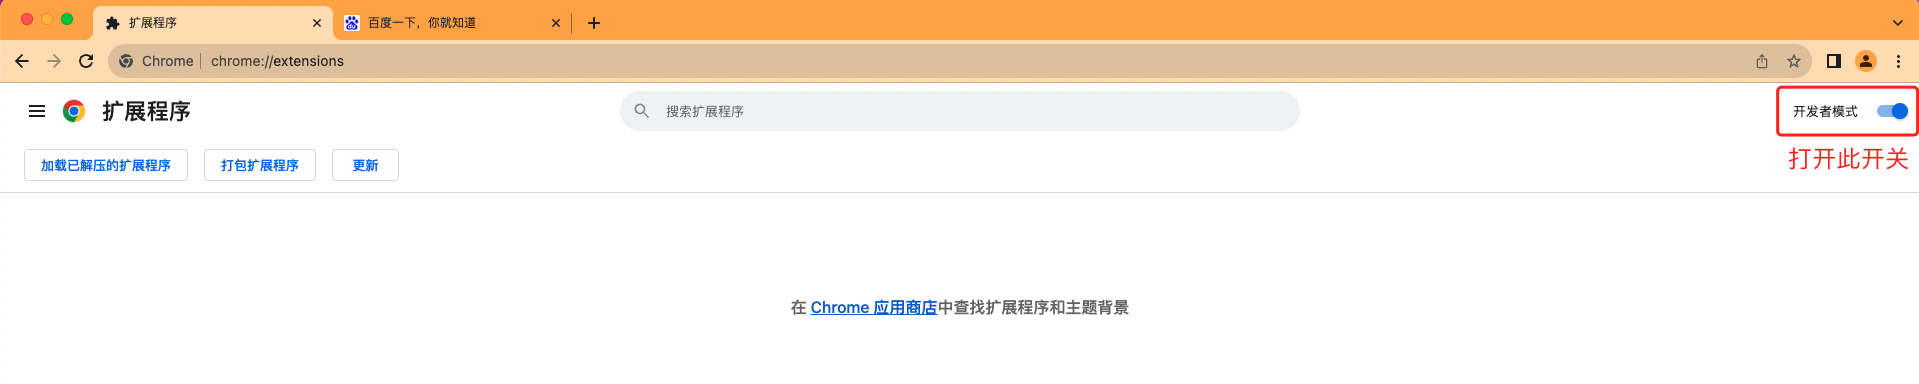 扩展程序
百度一下，你就知道
Chrome
chrome://extensions
扩展程序
搜索扩展程序
开发者模式
加载已解压的扩展程序
打包扩展程序
更新
打开此开关
在 Chrome 应用商店中查找扩展程序和主题背景